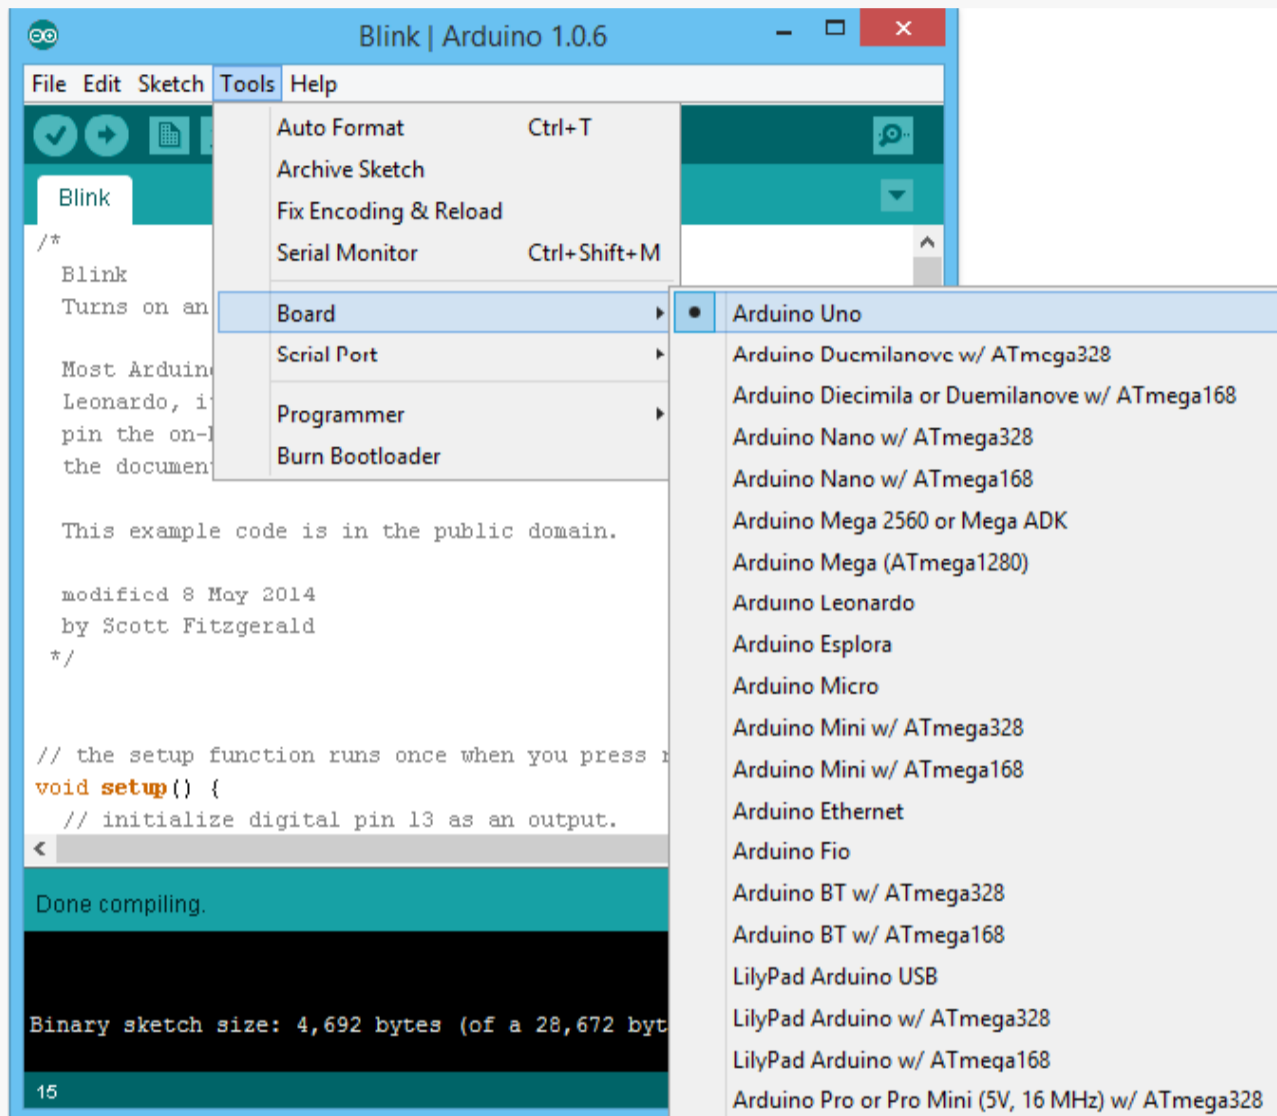 Blink | Arduino 1.0.6
File Edit Sketch Tools Help
Auto Format Ctrl+T
Archive Sketch
Fix Encoding & Reload
Serial Monitor Ctrl+Shift+M
Board
Serial Port
Programmer
Burn Bootloader
Arduino Uno
Arduino Duemilanove w/ ATmega328
Arduino Diecimila or Duemilanove w/ ATmega168
Arduino Nano w/ ATmega328
Arduino Nano w/ ATmega168
Arduino Mega 2560 or Mega ADK
Arduino Mega (ATmega1280)
Arduino Leonardo
Arduino Esplora
Arduino Micro
Arduino Mini w/ ATmega328
Arduino Mini w/ ATmega168
Arduino Ethernet
Arduino Fio
Arduino BT w/ ATmega328
Arduino BT w/ ATmega168
LilyPad Arduino USB
LilyPad Arduino w/ ATmega328
LilyPad Arduino w/ ATmega168
Arduino Pro or Pro Mini (5V, 16 MHz) w/ ATmega328
Blink
/*
Blink
Turns on an
Most Arduin
Leonardo, i
pin the on-
the documen
This example code is in the public domain.
modified 8 May 2014
by Scott Fitzgerald
*/
// the setup function runs once when you press
void setup() {
// initialize digital pin 13 as an output.
Done compiling.
Binary sketch size: 4,692 bytes (of a 28,672 byt
15